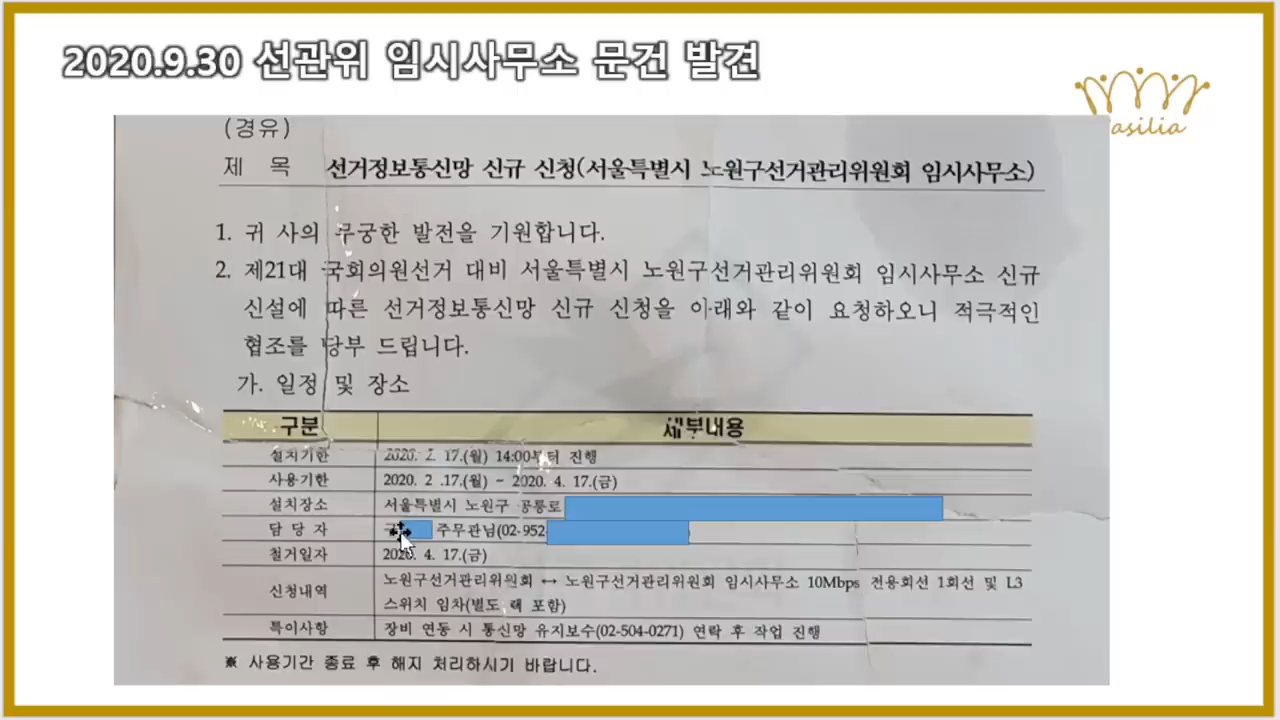 2020.9.30 선관위 임시사무소 문건 발견
asilia
(경유)
제 목 선거정보통신망 신규 신청(서울특별시 노원구선거관리위원회 임시사무소)
1. 귀 사의 무궁한 발전을 기원합니다.
2. 제21대 국회의원선거 대비 서울특별시 노원구선거관리위원회 임시사무소 신규
신설에 따른 선거정보통신망 신규 신청을 아래와 같이 요청하오니 적극적인
협조를 당부 드립니다.
가. 일정 및 장소
구분 세부내용
설치기한 2020. 2. 17.(월) 14:00부터 진행
사용기한 2020. 2 .17.(월) ~ 2020. 4. 17.(금)
설치장소 서울특별시 노원구 공릉로
담 당 자 주무관님(02-952-
철거일자 2020. 4. 17.(금)
신청내역 노원구선거관리위원회 ↔ 노원구선거관리위원회 임시사무소 10Mbps 전용회선 1회선 및 L3
스위치 임차(별도 랙 포함)
특이사항 장비 연동 시 통신망 유지보수(02-504-0271) 연락 후 작업 진행
※ 사용기간 종료 후 해지 처리하시기 바랍니다.